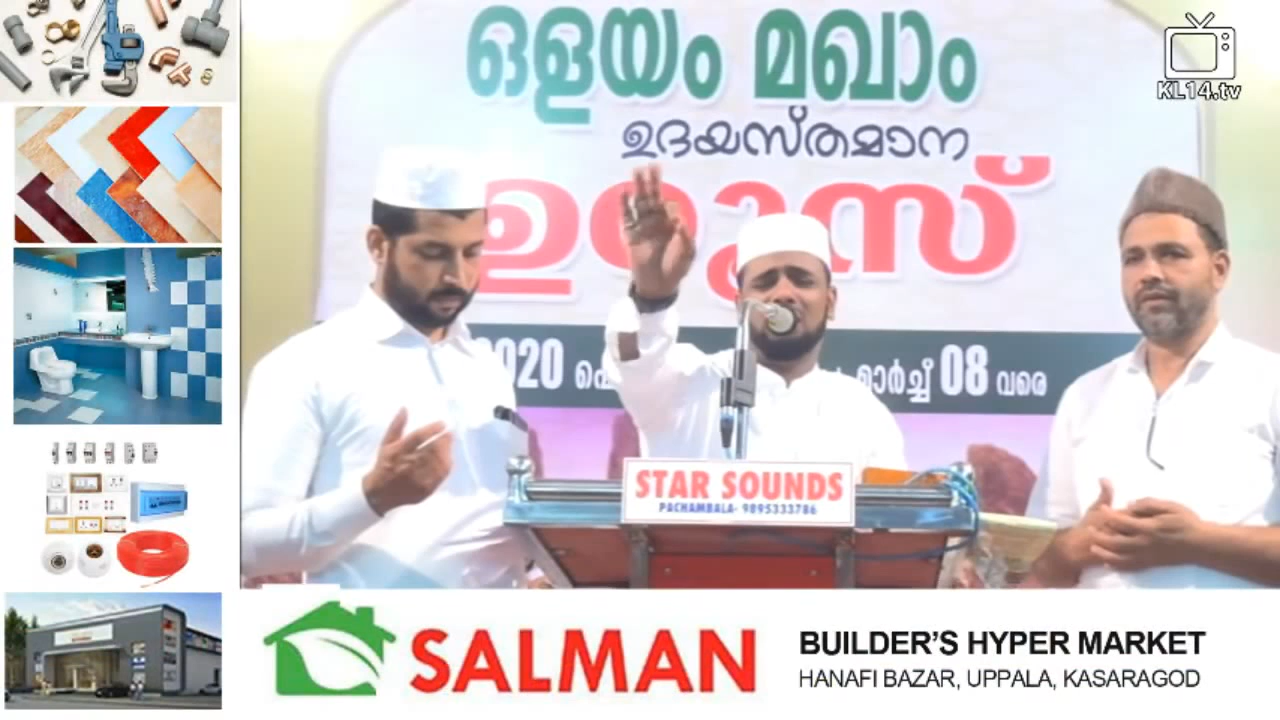 ഒളയം മഖാം
KL14.tv
ഉദയസ്തമാന
ഉറൂസ്
2020
മാർച്ച് 08 വരെ
STAR SOUNDS
PACHAMBALA- 9895333786
SALMAN
BUILDER'S HYPER MARKET
HANAFI BAZAR, UPPALA, KASARAGOD